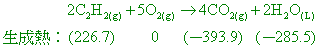 2C₂H₂₍g₎ + 5O₂₍g₎ → 4CO₂₍g₎ + 2H₂O₍L₎
生成熱：(226.7) 0 (−393.9) (−285.5)